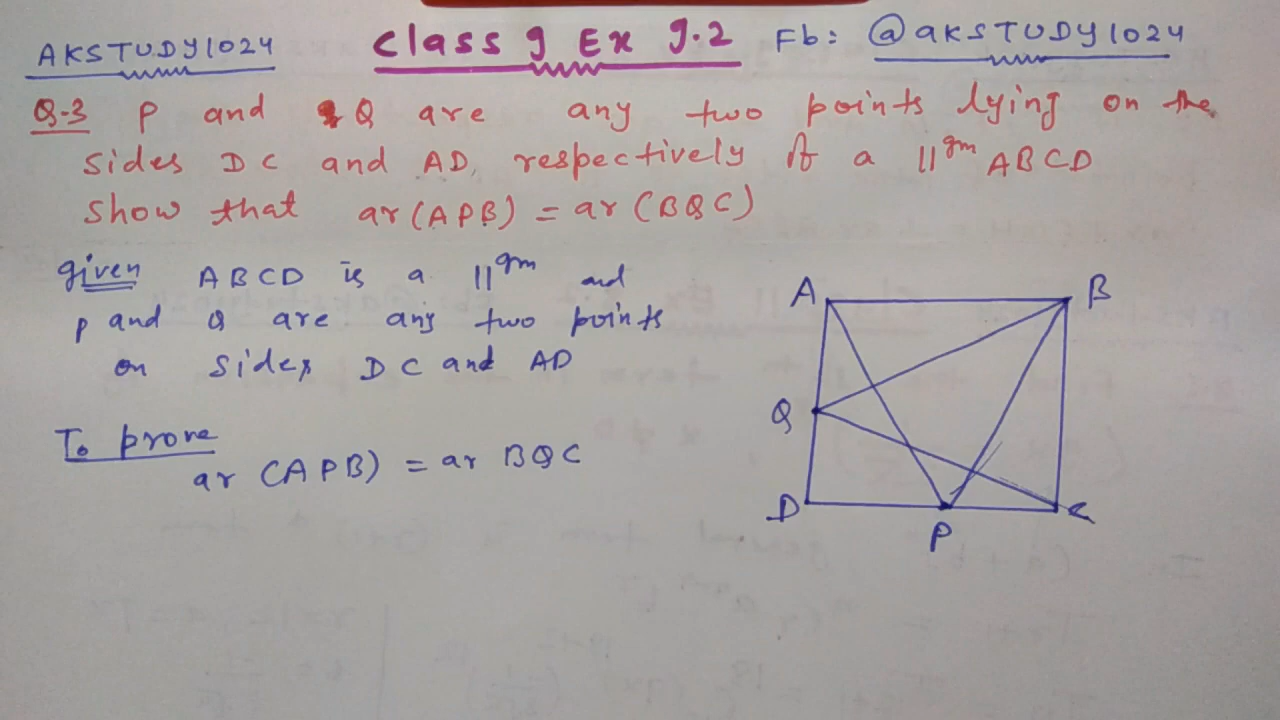 AKSTUDY1024 Class 9 Ex 9.2 Fb: @aKSTUDY1024
Q-3 P and Q are any two points lying on the
sides DC and AD, respectively of a ||gm ABCD
Show that ar(APB) = ar(BQC)
given ABCD is a ||gm and
P and Q are any two points
on sides DC and AD
To prove
ar (APB) = ar BQC
A B
Q
D P C